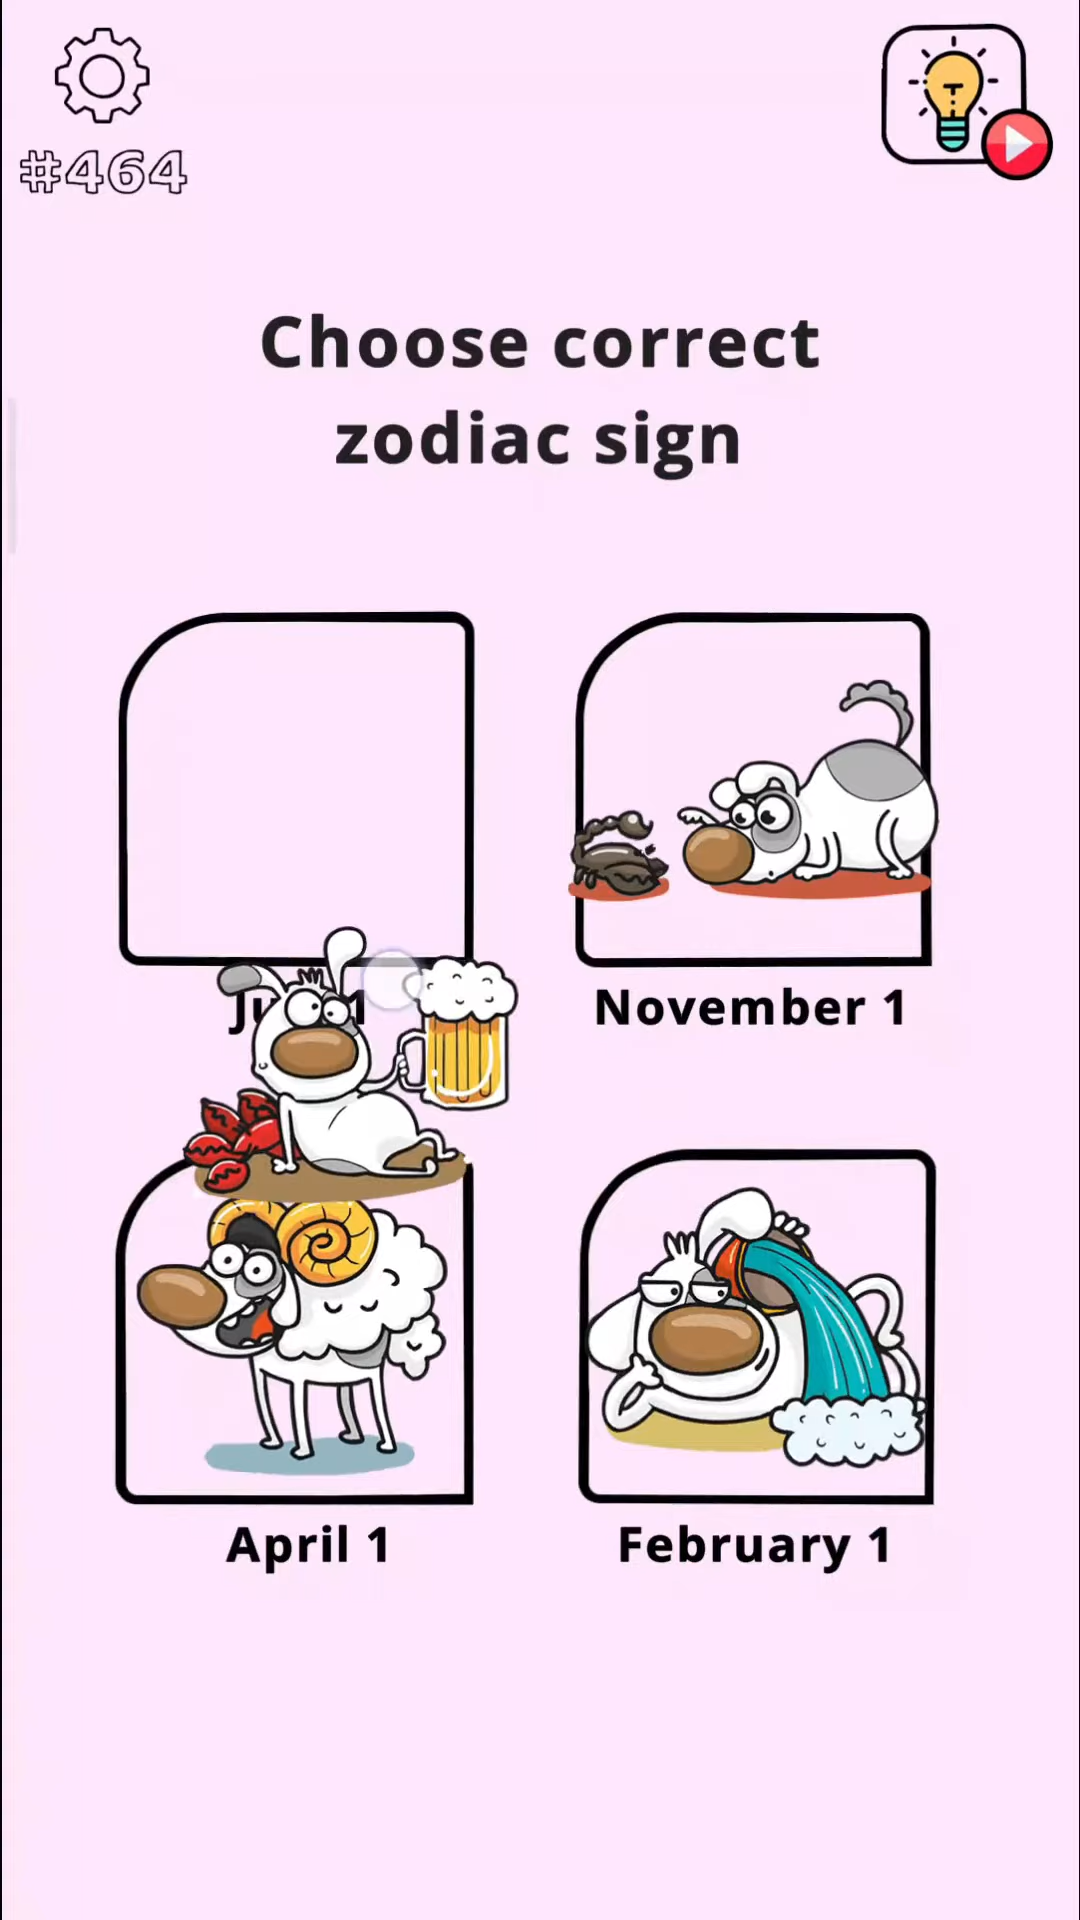 #464
Choose correct
zodiac sign
November 1
April 1
February 1